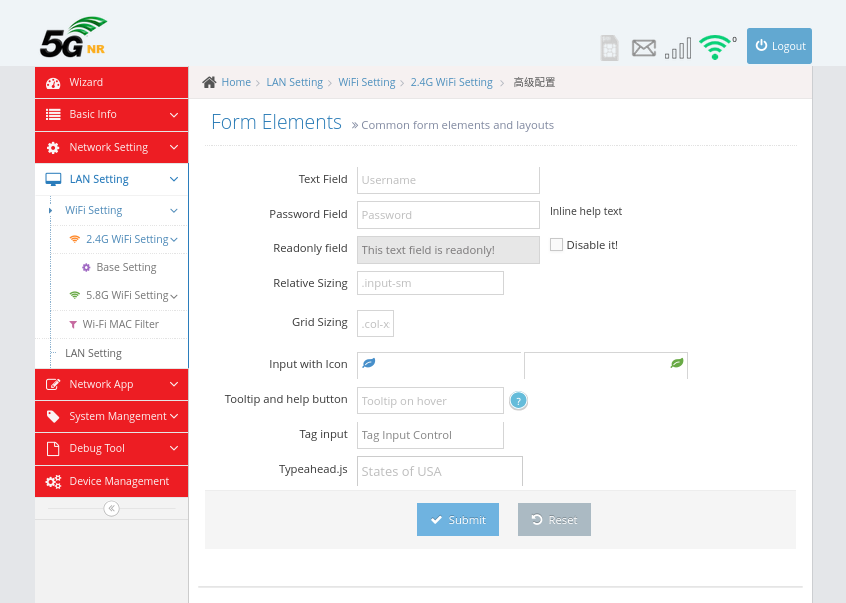 5G NR
0
Logout
Wizard
Basic Info
Network Setting
LAN Setting
WiFi Setting
2.4G WiFi Setting
Base Setting
5.8G WiFi Setting
Wi-Fi MAC Filter
LAN Setting
Network App
System Mangement
Debug Tool
Device Management
Home > LAN Setting > WiFi Setting > 2.4G WiFi Setting > 高级配置
Form Elements » Common form elements and layouts
Text Field Username
Password Field Password Inline help text
Readonly field This text field is readonly! Disable it!
Relative Sizing .input-sm
Grid Sizing .col-x
Input with Icon
Tooltip and help button Tooltip on hover ?
Tag input Tag Input Control
Typeahead.js States of USA
Submit Reset